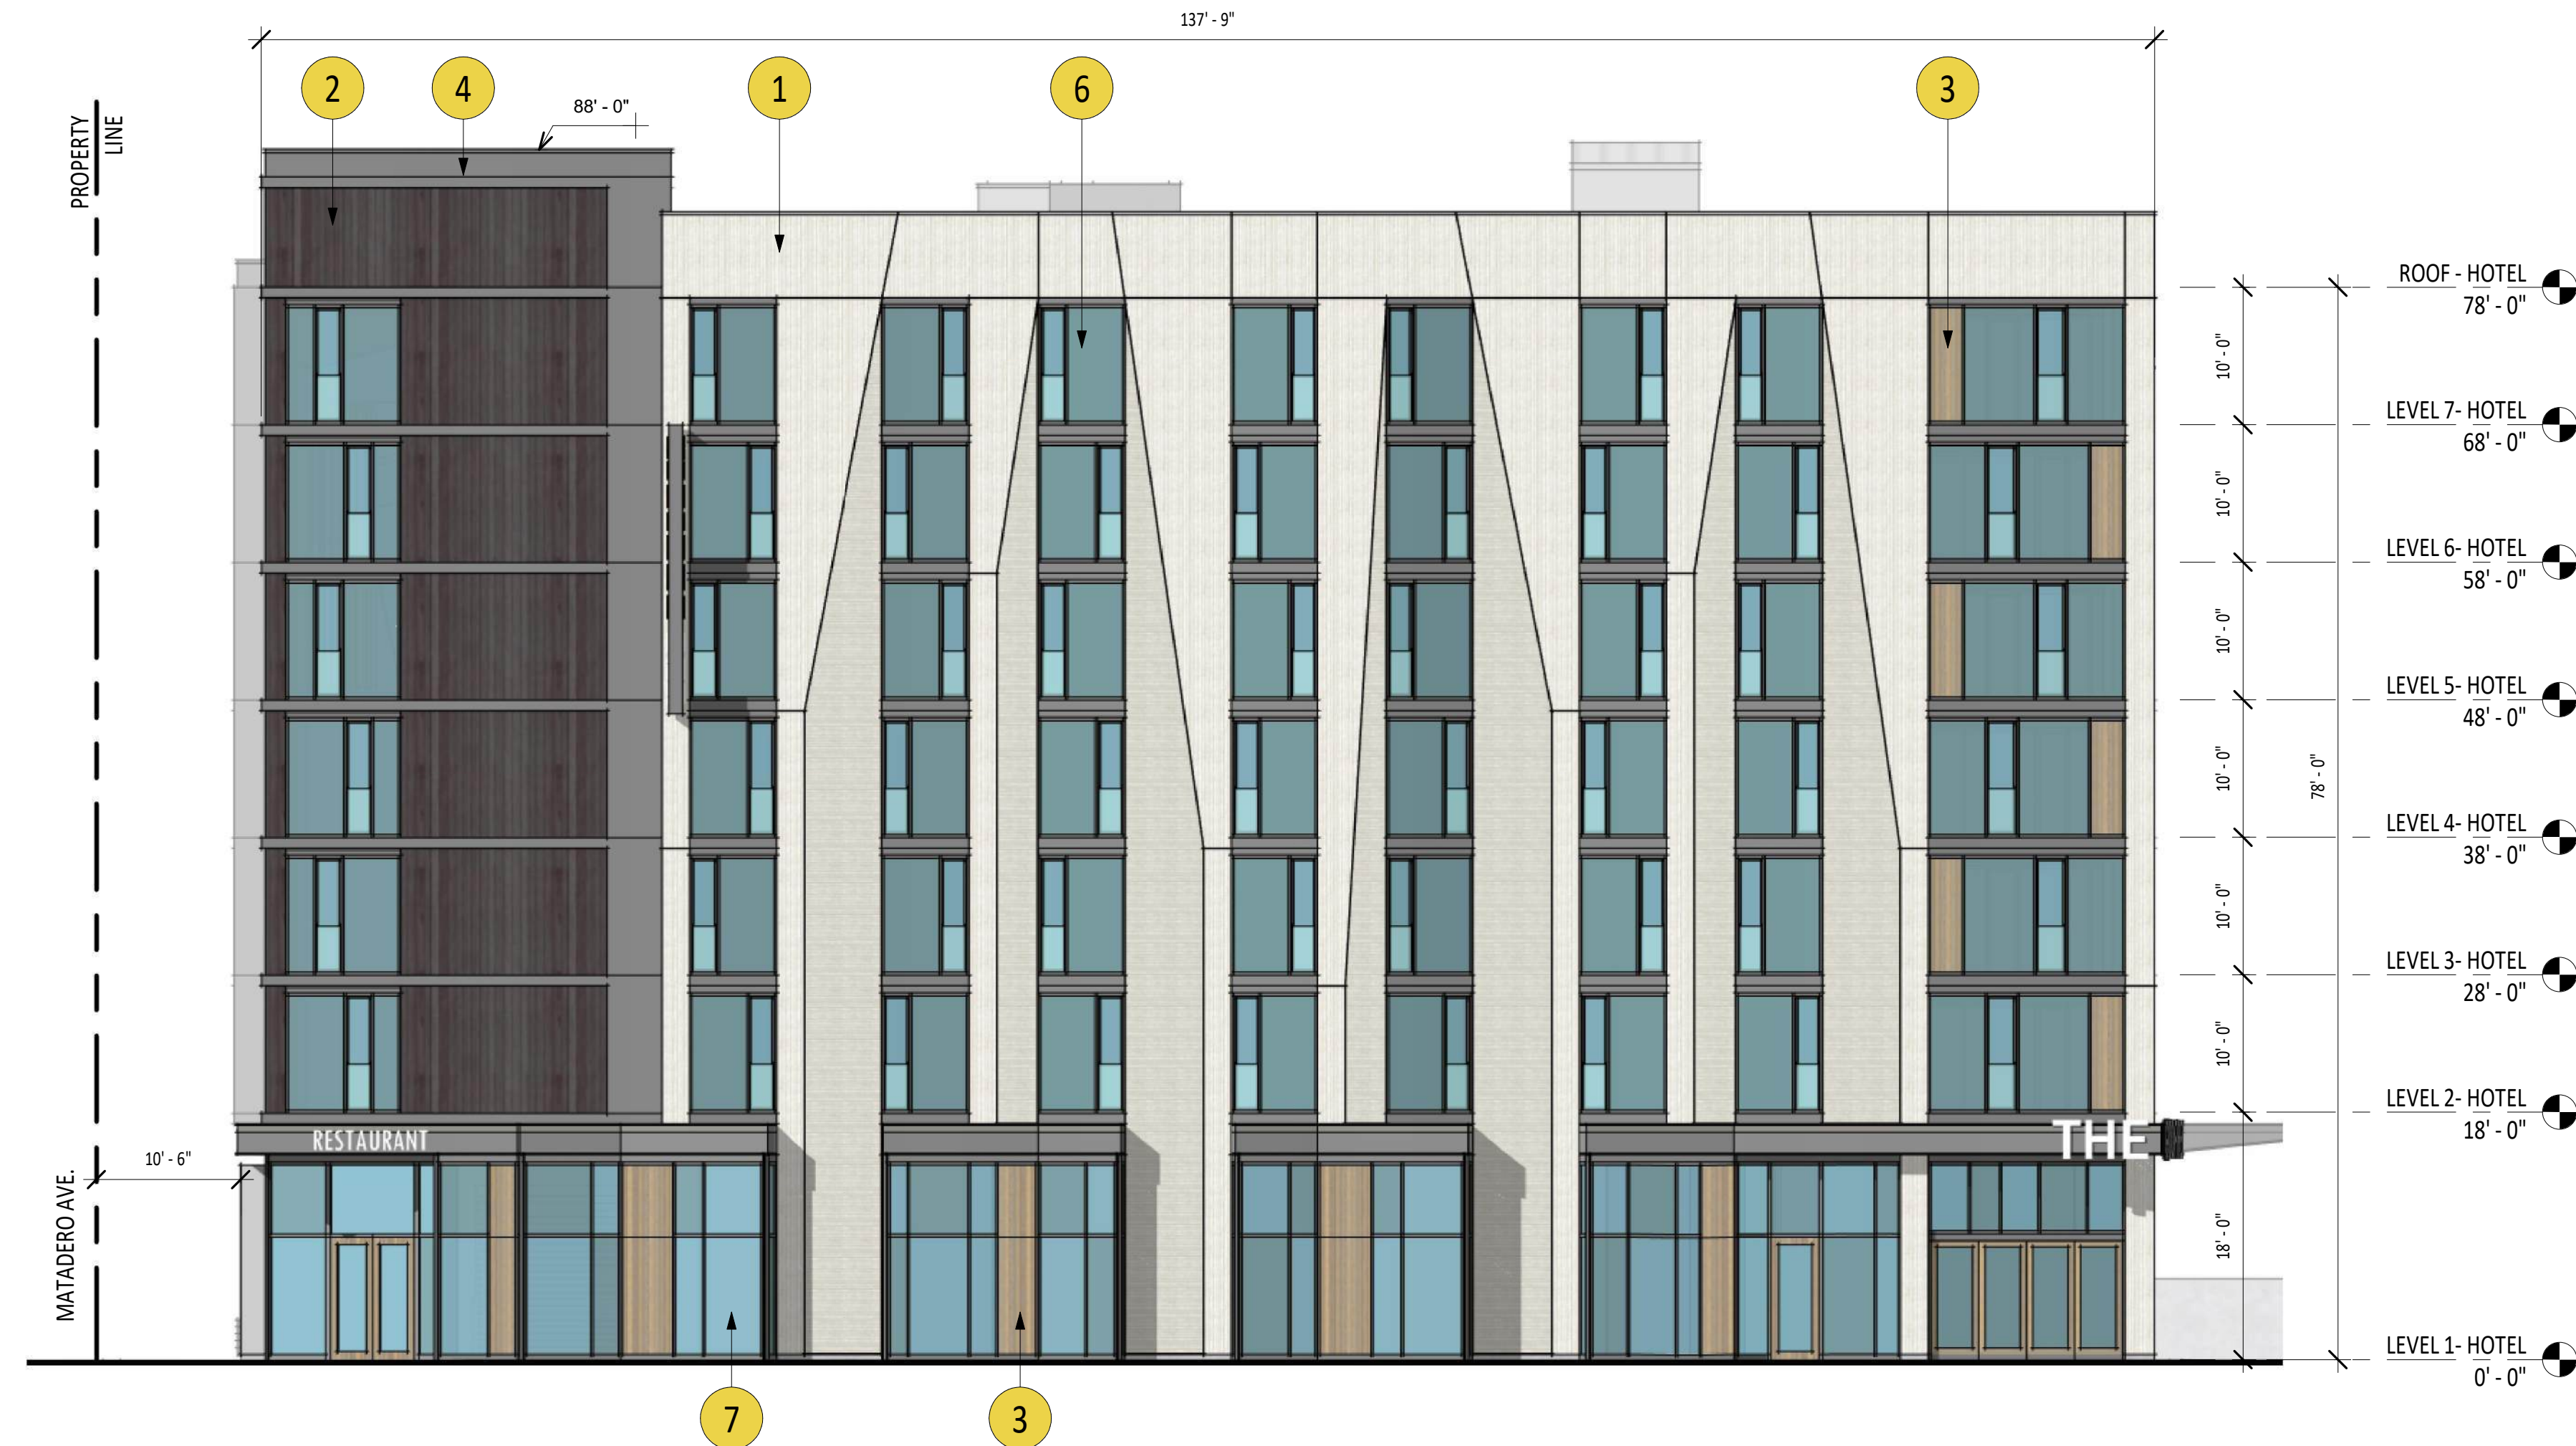 137' - 9"
2
4
1
6
3
88' - 0"
PROPERTY
LINE
ROOF - HOTEL
78' - 0"
10' - 0"
LEVEL 7- HOTEL
68' - 0"
10' - 0"
LEVEL 6- HOTEL
58' - 0"
10' - 0"
LEVEL 5- HOTEL
48' - 0"
10' - 0"
78' - 0"
LEVEL 4- HOTEL
38' - 0"
10' - 0"
LEVEL 3- HOTEL
28' - 0"
10' - 0"
LEVEL 2- HOTEL
18' - 0"
RESTAURANT
THE
10' - 6"
MATADERO AVE.
18' - 0"
LEVEL 1- HOTEL
0' - 0"
7
3